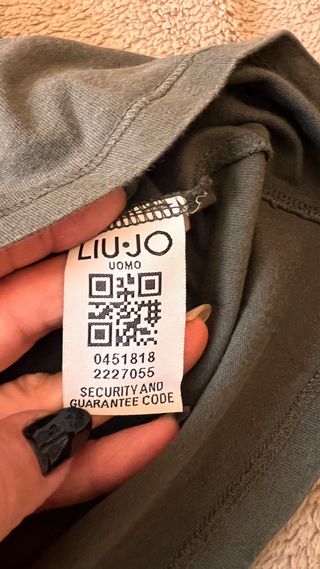 LIU·JO
UOMO
0451818
2227055
SECURITY AND
GUARANTEE CODE